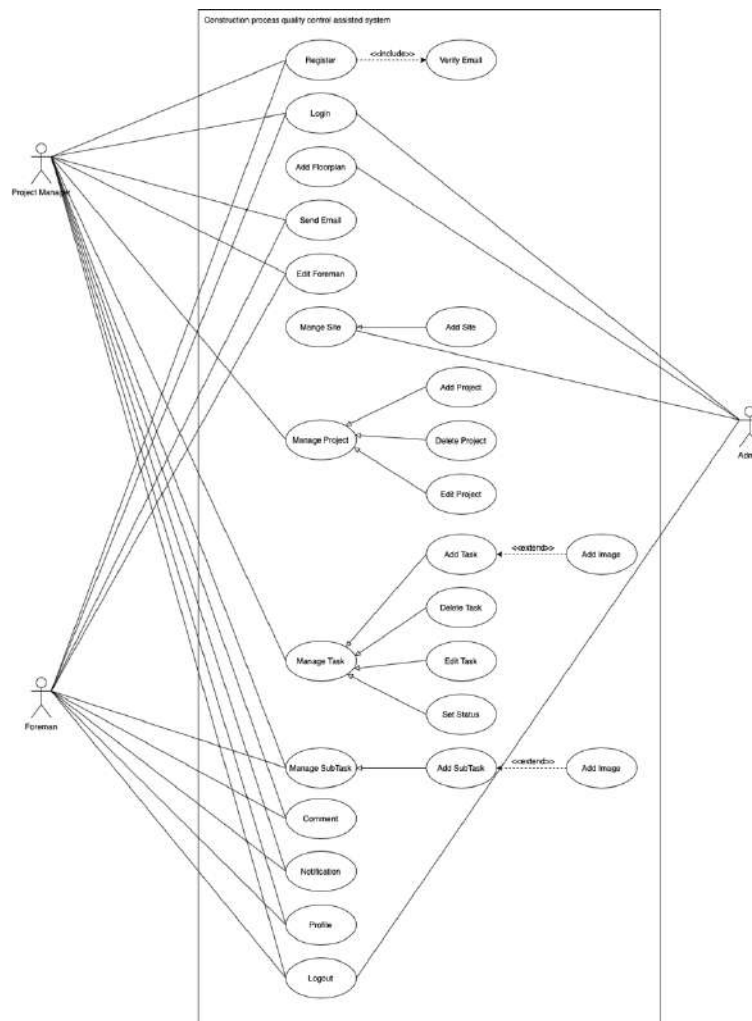 Construction process quality control assisted system
Register
<<include>>
Verify Email
Login
Project Manager
Add Floorplan
Send Email
Edit Foreman
Mange Site
Add Site
Add Project
Manage Project
Delete Project
Edit Project
Adm
Add Task
<<extend>>
Add Image
Delete Task
Manage Task
Edit Task
Set Status
Foreman
Manage SubTask
Add SubTask
<<extend>>
Add Image
Comment
Notification
Profile
Logout